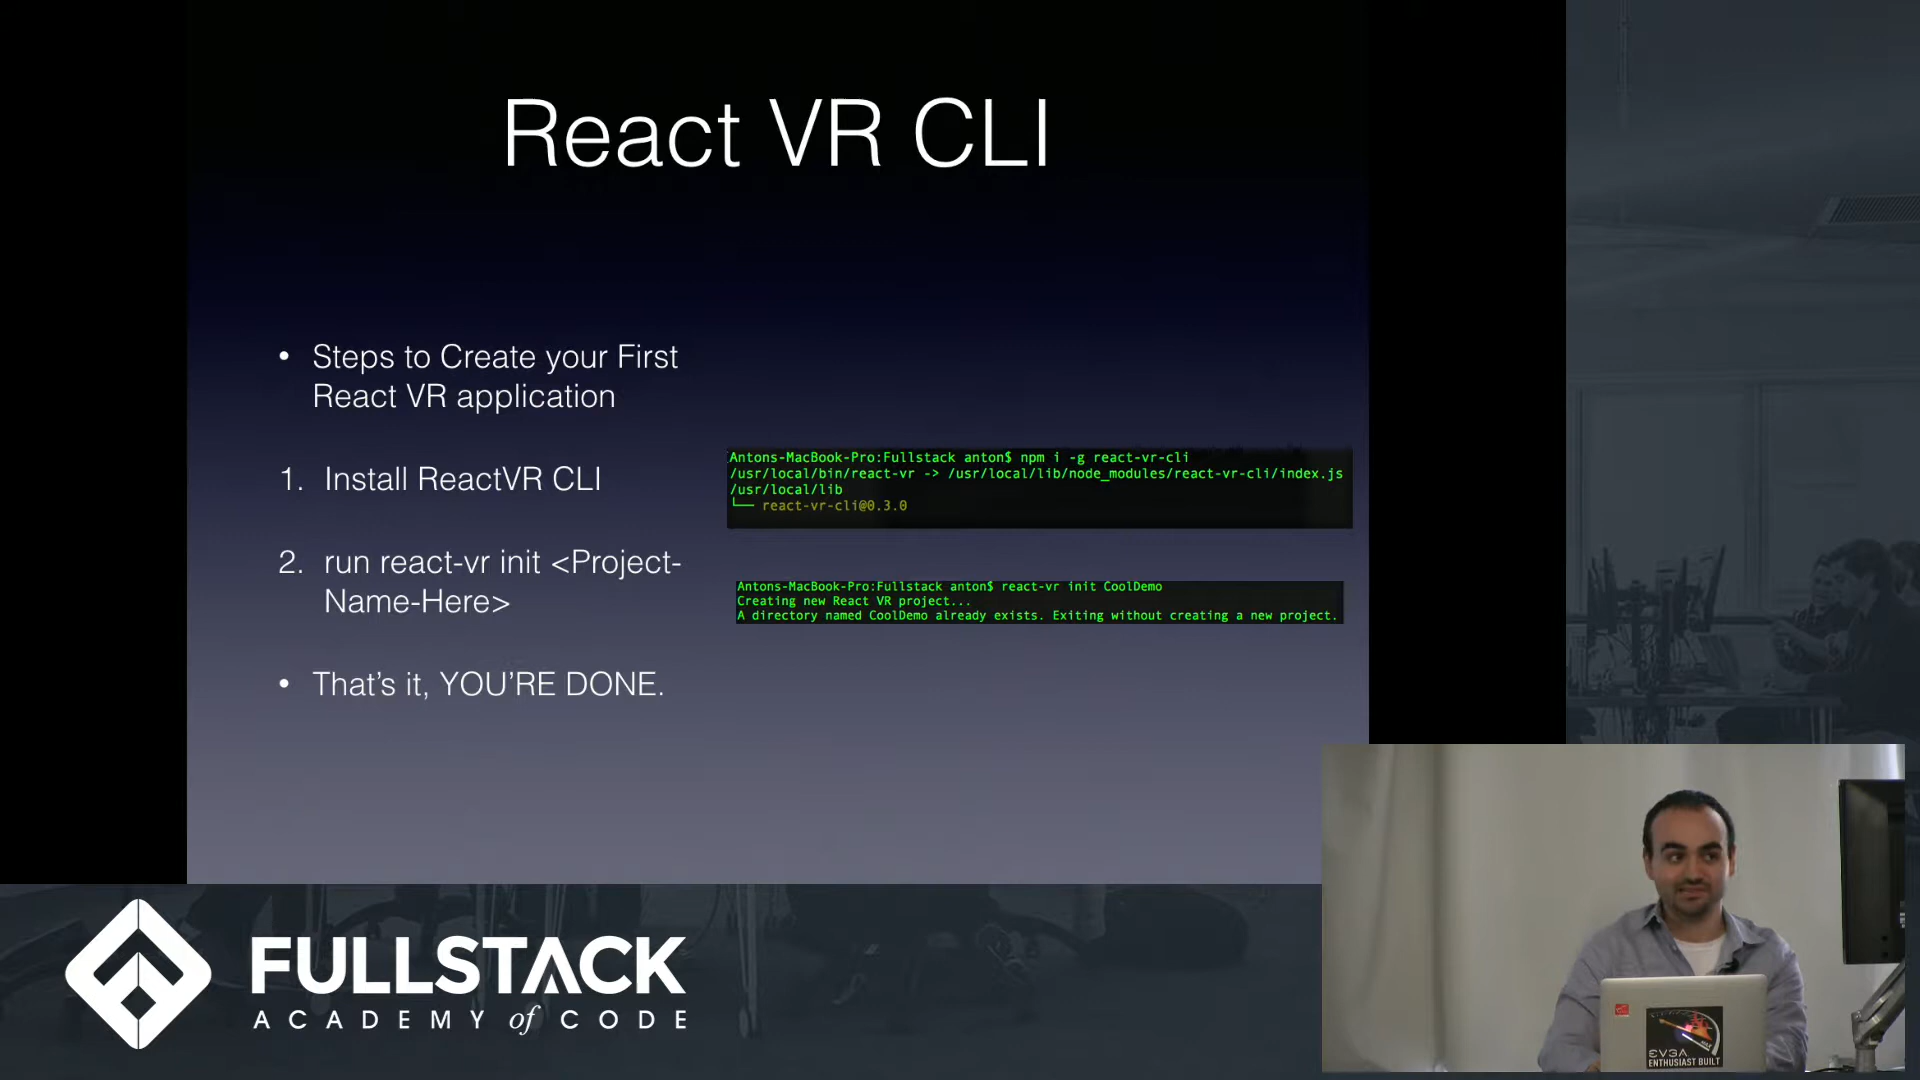 React VR CLI
• Steps to Create your First
React VR application
1. Install ReactVR CLI
2. run react-vr init <Project-
Name-Here>
• That’s it, YOU’RE DONE.
Antons-MacBook-Pro:Fullstack anton$ npm i -g react-vr-cli
/usr/local/bin/react-vr -> /usr/local/lib/node_modules/react-vr-cli/index.js
/usr/local/lib
└── react-vr-cli@0.3.0
Antons-MacBook-Pro:Fullstack anton$ react-vr init CoolDemo
Creating new React VR project...
A directory named CoolDemo already exists. Exiting without creating a new project.
FULLSTACK
ACADEMY of CODE
EVGA
ENTHUSIAST BUILT